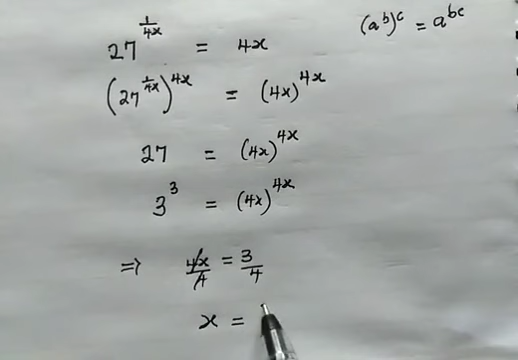 27^(1/4x) = 4x
(a^b)^c = a^bc
(27^(1/4x))^4x = (4x)^4x
27 = (4x)^4x
3^3 = (4x)^4x
⇒ 4x/4 = 3/4
x =